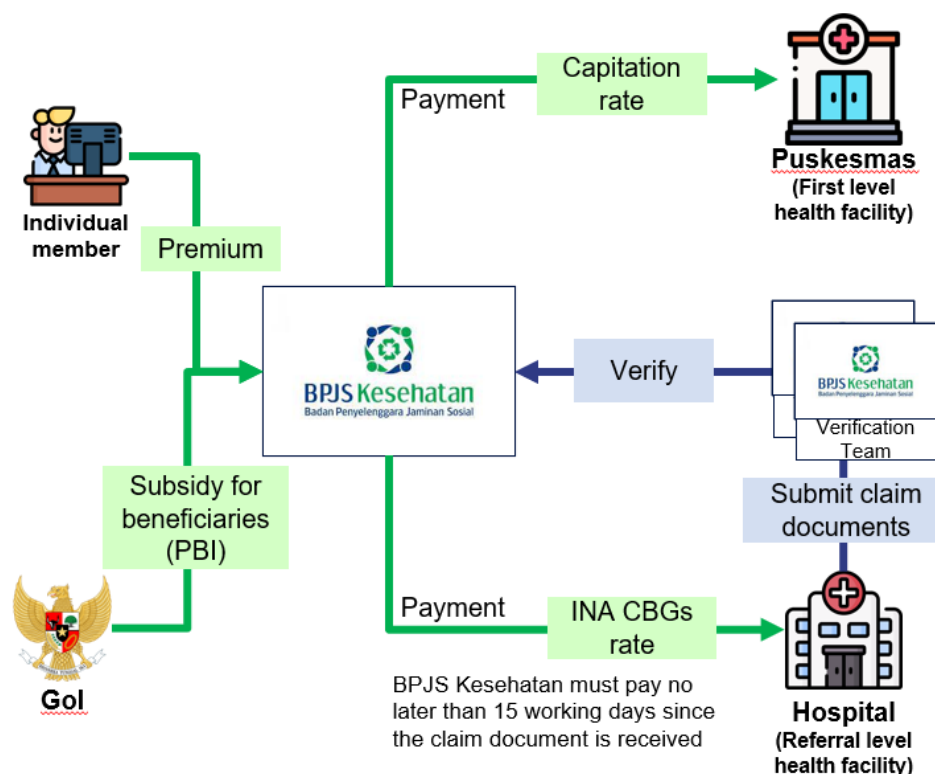 Capitation
rate
Payment
Puskesmas
(First level
health facility)
Individual
member
Premium
BPJS Kesehatan
Badan Penyelenggara Jaminan Sosial
Verify
BPJS Kesehatan
Badan Penyelenggara Jaminan Sosial
Verification
Team
Subsidy for
beneficiaries
(PBI)
Submit claim
documents
GoI
Payment
INA CBGs
rate
BPJS Kesehatan must pay no
later than 15 working days since
the claim document is received
Hospital
(Referral level
health facility)